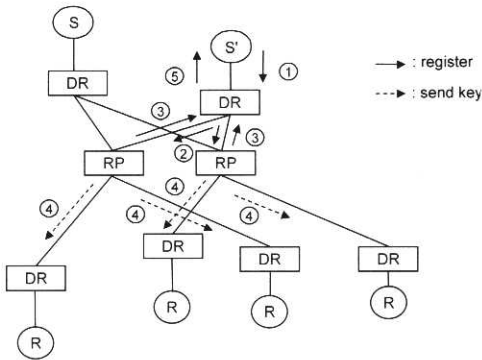 S
S'
⑤
①
: register
DR
DR
: send key
③
②
③
RP
RP
④
④
④
④
DR
DR
DR
DR
R
R
R
R